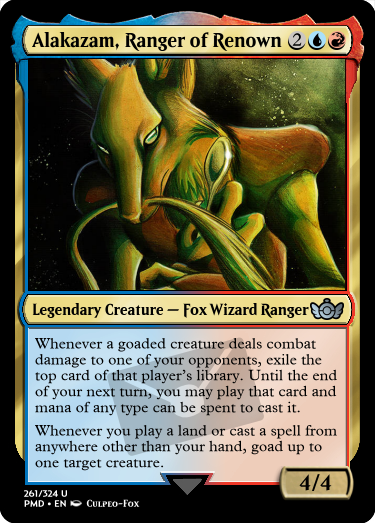 Alakazam, Ranger of Renown 2
Legendary Creature — Fox Wizard Ranger
Whenever a goaded creature deals combat
damage to one of your opponents, exile the
top card of that player's library. Until the end
of your next turn, you may play that card and
mana of any type can be spent to cast it.
Whenever you play a land or cast a spell from
anywhere other than your hand, goad up to
one target creature.
4/4
261/324 U
PMD • EN Culpeo-Fox